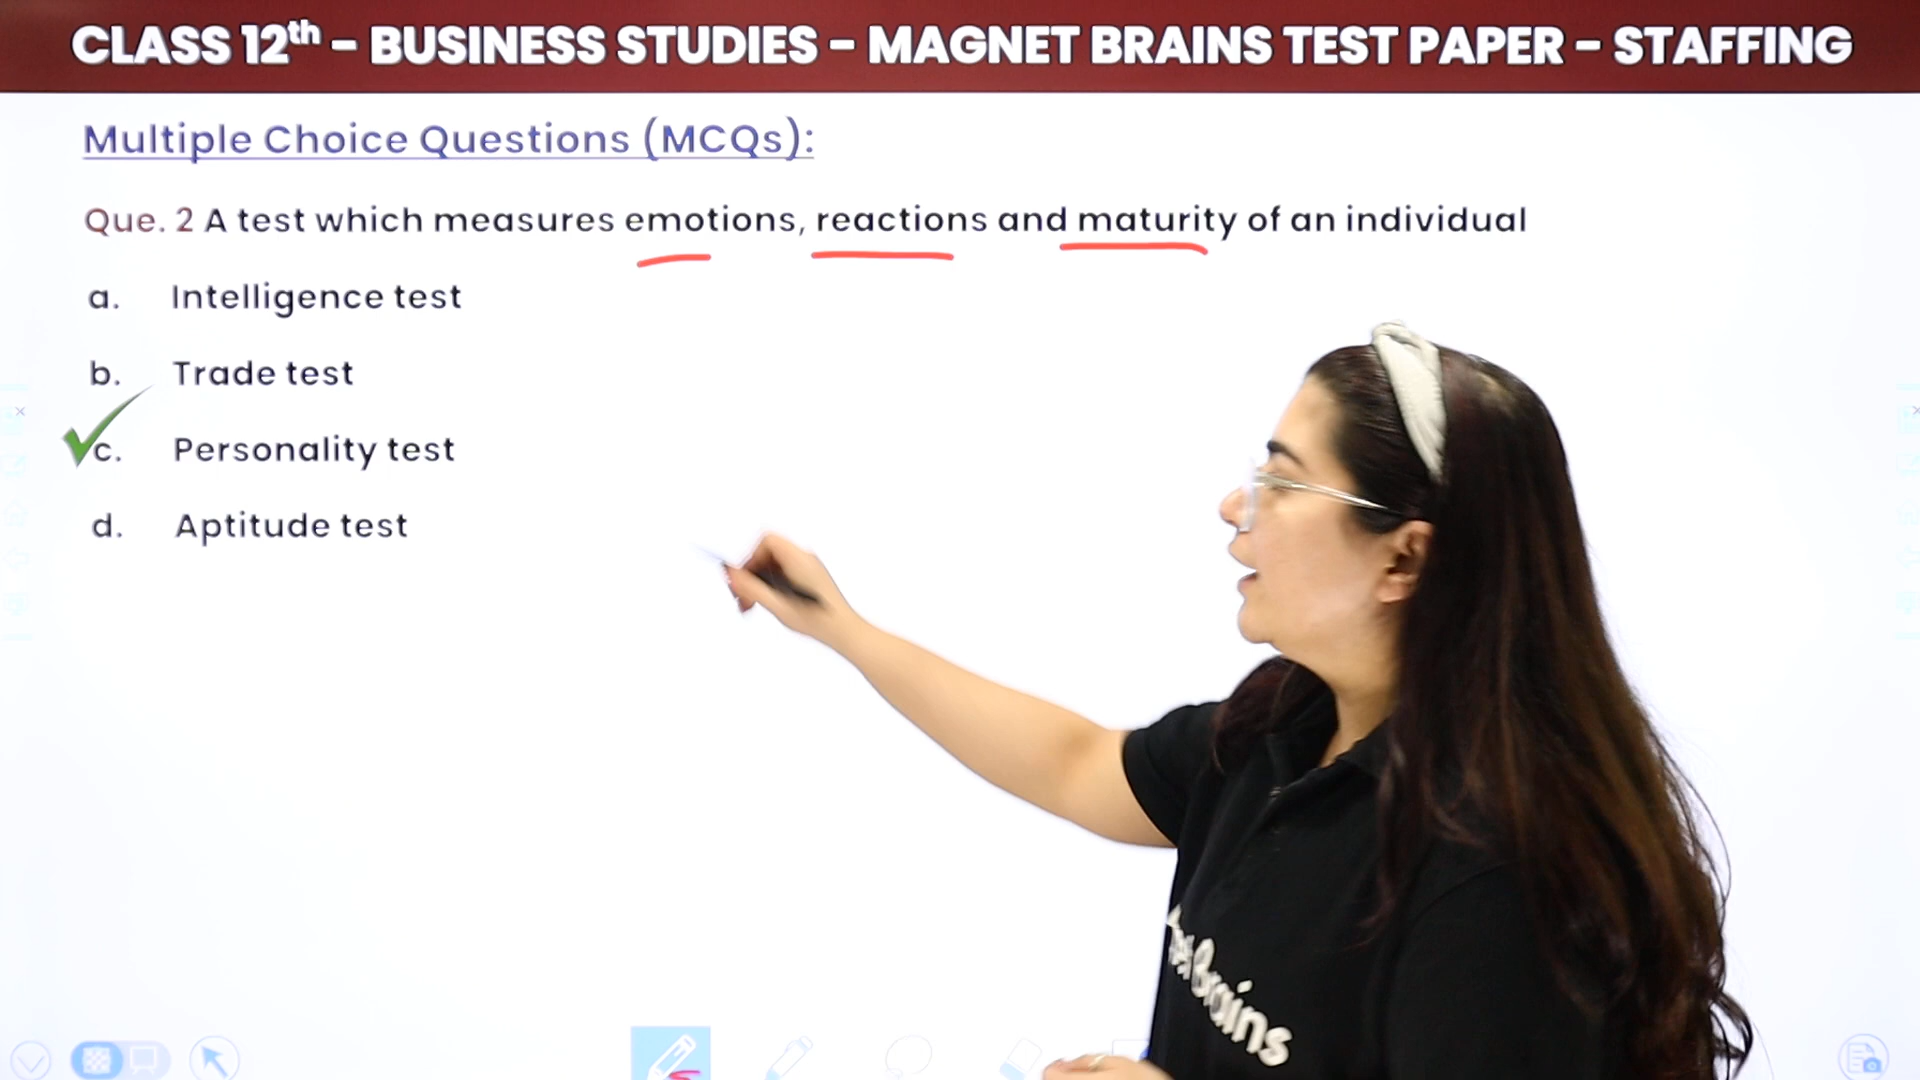 CLASS 12th – BUSINESS STUDIES – MAGNET BRAINS TEST PAPER – STAFFING
Multiple Choice Questions (MCQs):
Que. 2 A test which measures emotions, reactions and maturity of an individual
a. Intelligence test
b. Trade test
c. Personality test
d. Aptitude test
Brains